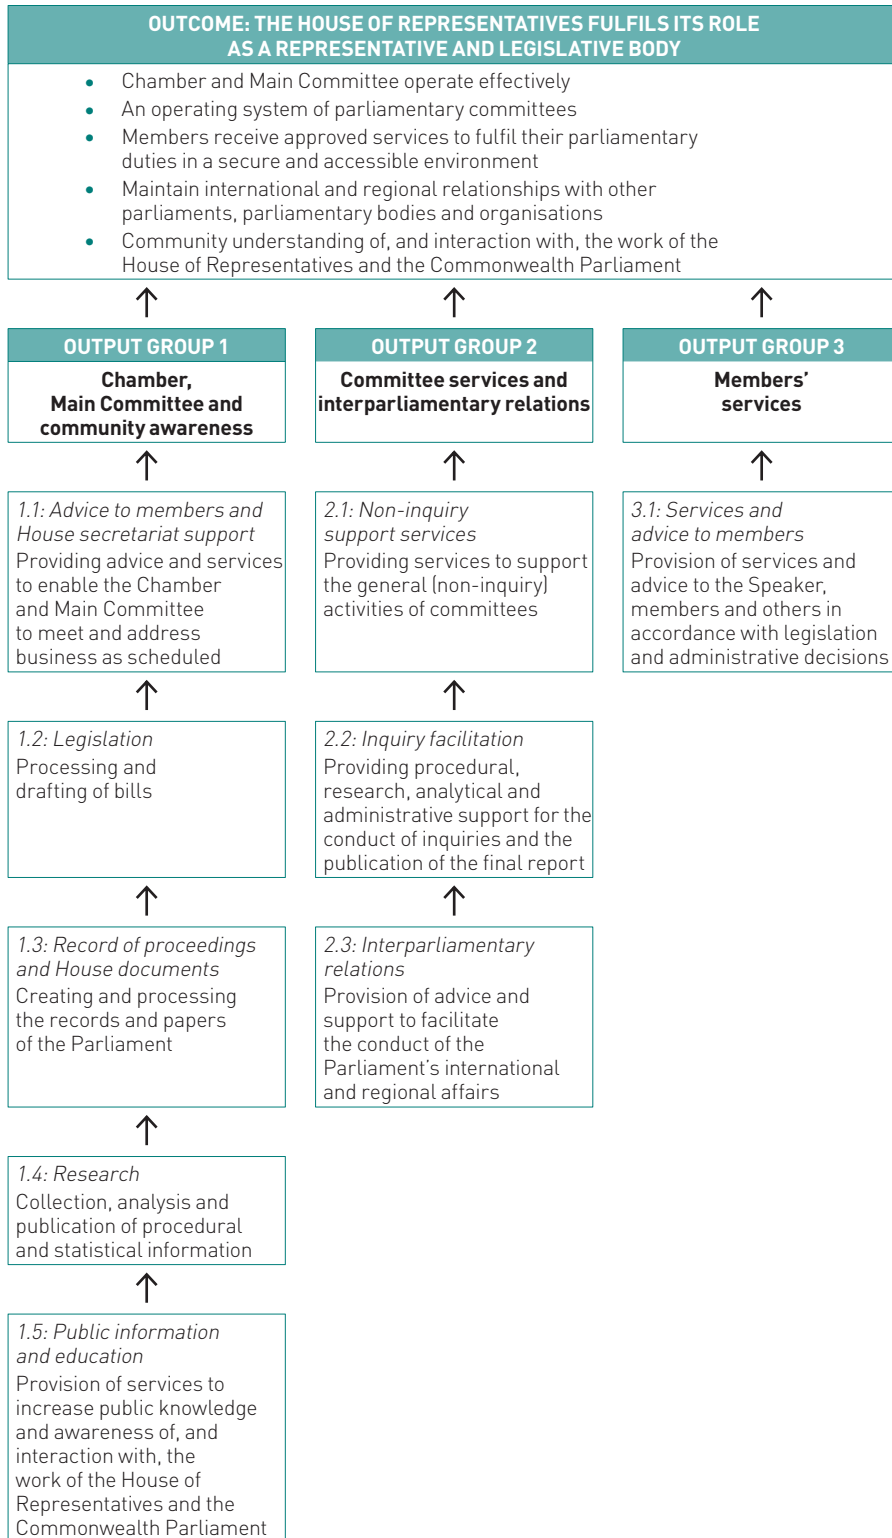 OUTCOME: THE HOUSE OF REPRESENTATIVES FULFILS ITS ROLE
AS A REPRESENTATIVE AND LEGISLATIVE BODY
• Chamber and Main Committee operate effectively
• An operating system of parliamentary committees
• Members receive approved services to fulfil their parliamentary
duties in a secure and accessible environment
• Maintain international and regional relationships with other
parliaments, parliamentary bodies and organisations
• Community understanding of, and interaction with, the work of the
House of Representatives and the Commonwealth Parliament
OUTPUT GROUP 1
Chamber,
Main Committee and
community awareness
1.1: Advice to members and
House secretariat support
Providing advice and services
to enable the Chamber
and Main Committee
to meet and address
business as scheduled
1.2: Legislation
Processing and
drafting of bills
1.3: Record of proceedings
and House documents
Creating and processing
the records and papers
of the Parliament
1.4: Research
Collection, analysis and
publication of procedural
and statistical information
1.5: Public information
and education
Provision of services to
increase public knowledge
and awareness of, and
interaction with, the
work of the House of
Representatives and the
Commonwealth Parliament
OUTPUT GROUP 2
Committee services and
interparliamentary relations
2.1: Non-inquiry
support services
Providing services to support
the general (non-inquiry)
activities of committees
2.2: Inquiry facilitation
Providing procedural,
research, analytical and
administrative support for the
conduct of inquiries and the
publication of the final report
2.3: Interparliamentary
relations
Provision of advice and
support to facilitate
the conduct of the
Parliament's international
and regional affairs
OUTPUT GROUP 3
Members'
services
3.1: Services and
advice to members
Provision of services and
advice to the Speaker,
members and others in
accordance with legislation
and administrative decisions